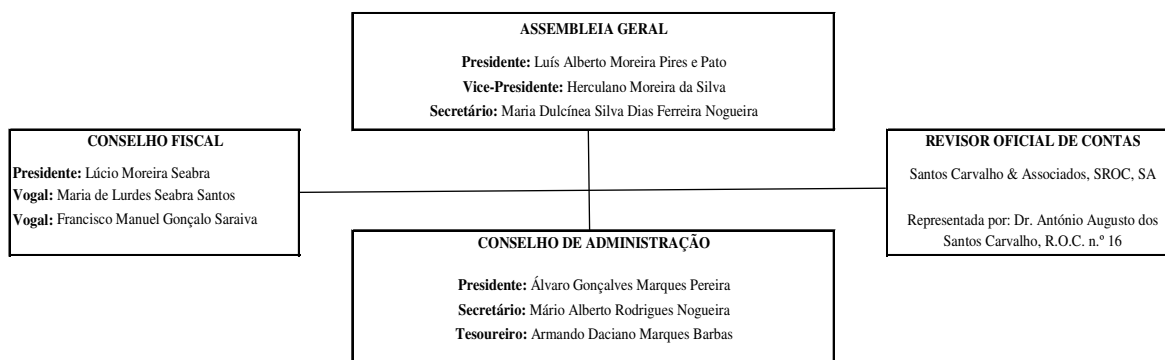 ASSEMBLEIA GERAL
Presidente: Luís Alberto Moreira Pires e Pato
Vice-Presidente: Herculano Moreira da Silva
Secretário: Maria Dulcínea Silva Dias Ferreira Nogueira
CONSELHO FISCAL
Presidente: Lúcio Moreira Seabra
Vogal: Maria de Lurdes Seabra Santos
Vogal: Francisco Manuel Gonçalo Saraiva
REVISOR OFICIAL DE CONTAS
Santos Carvalho & Associados, SROC, SA
Representada por: Dr. António Augusto dos
Santos Carvalho, R.O.C. n.º 16
CONSELHO DE ADMINISTRAÇÃO
Presidente: Álvaro Gonçalves Marques Pereira
Secretário: Mário Alberto Rodrigues Nogueira
Tesoureiro: Armando Daciano Marques Barbas